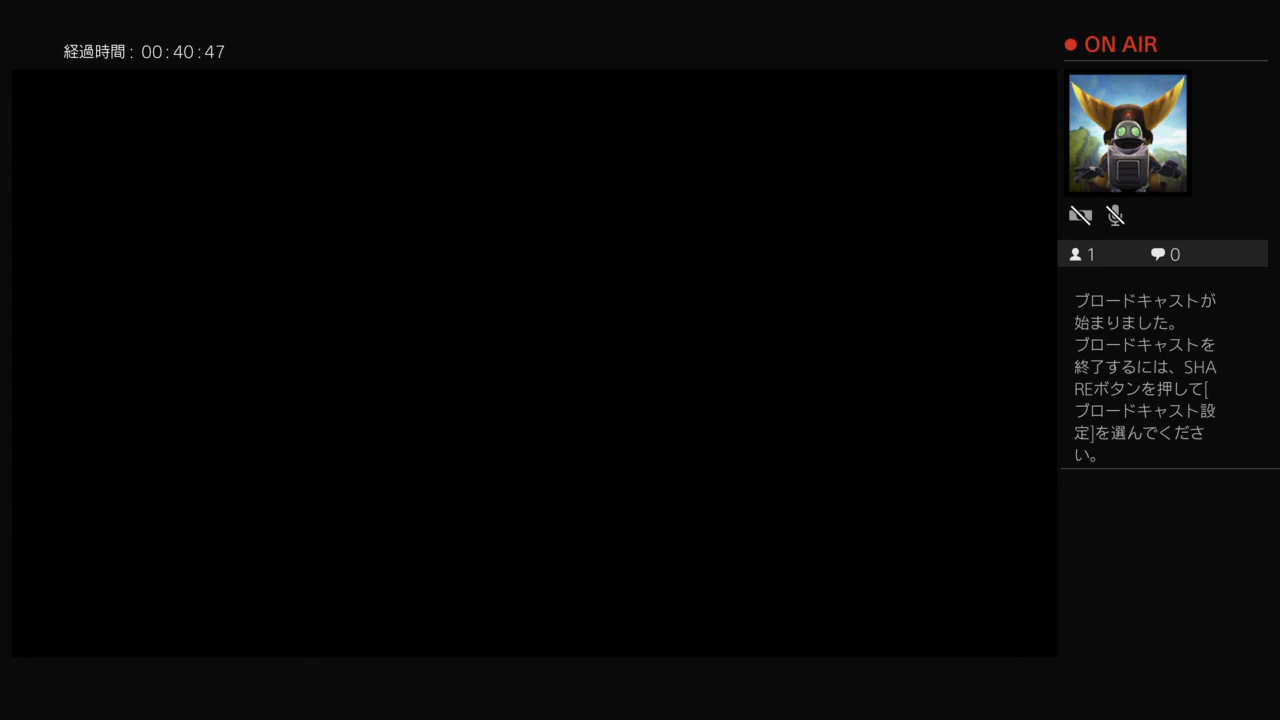 経過時間 : 00:40:47
ON AIR
1
0
ブロードキャストが
始まりました。
ブロードキャストを
終了するには、SHA
REボタンを押して[
ブロードキャスト設
定]を選んでくださ
い。